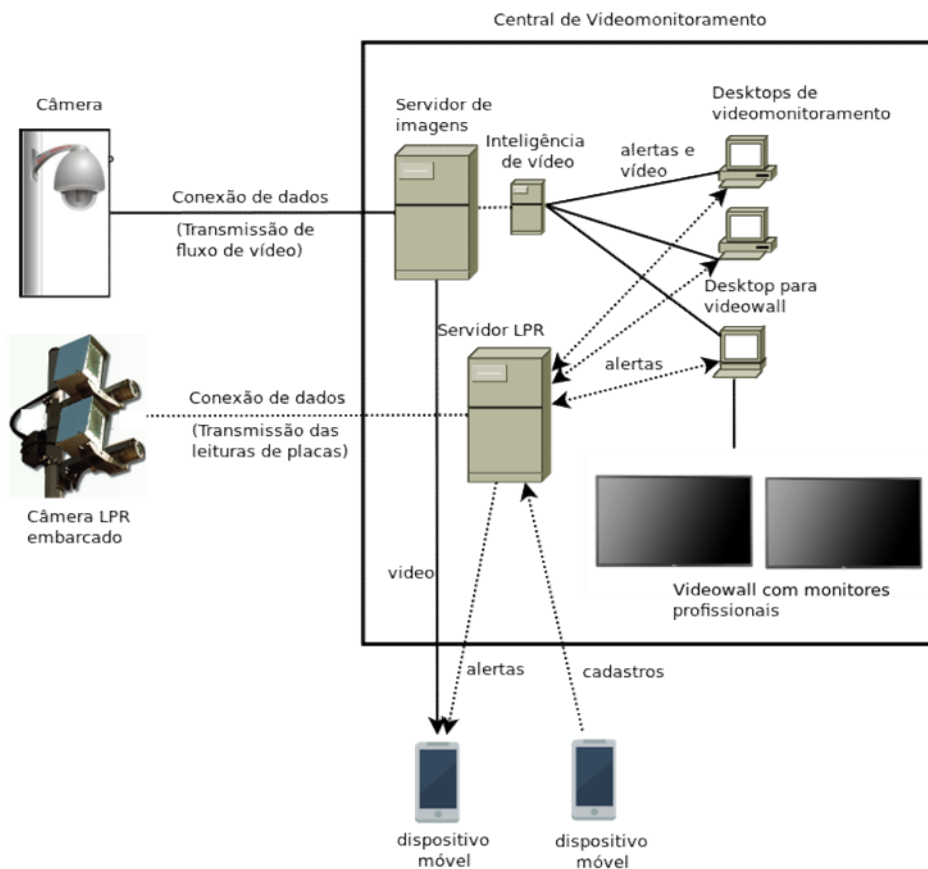 Central de Videomonitoramento
Câmera
Servidor de
imagens
Inteligência
de vídeo
Desktops de
videomonitoramento
alertas e
vídeo
Conexão de dados
(Transmissão de
fluxo de vídeo)
Desktop para
videowall
Servidor LPR
alertas
Conexão de dados
(Transmissão das
leituras de placas)
Câmera LPR
embarcado
video
Videowall com monitores
profissionais
alertas
cadastros
dispositivo
móvel
dispositivo
móvel